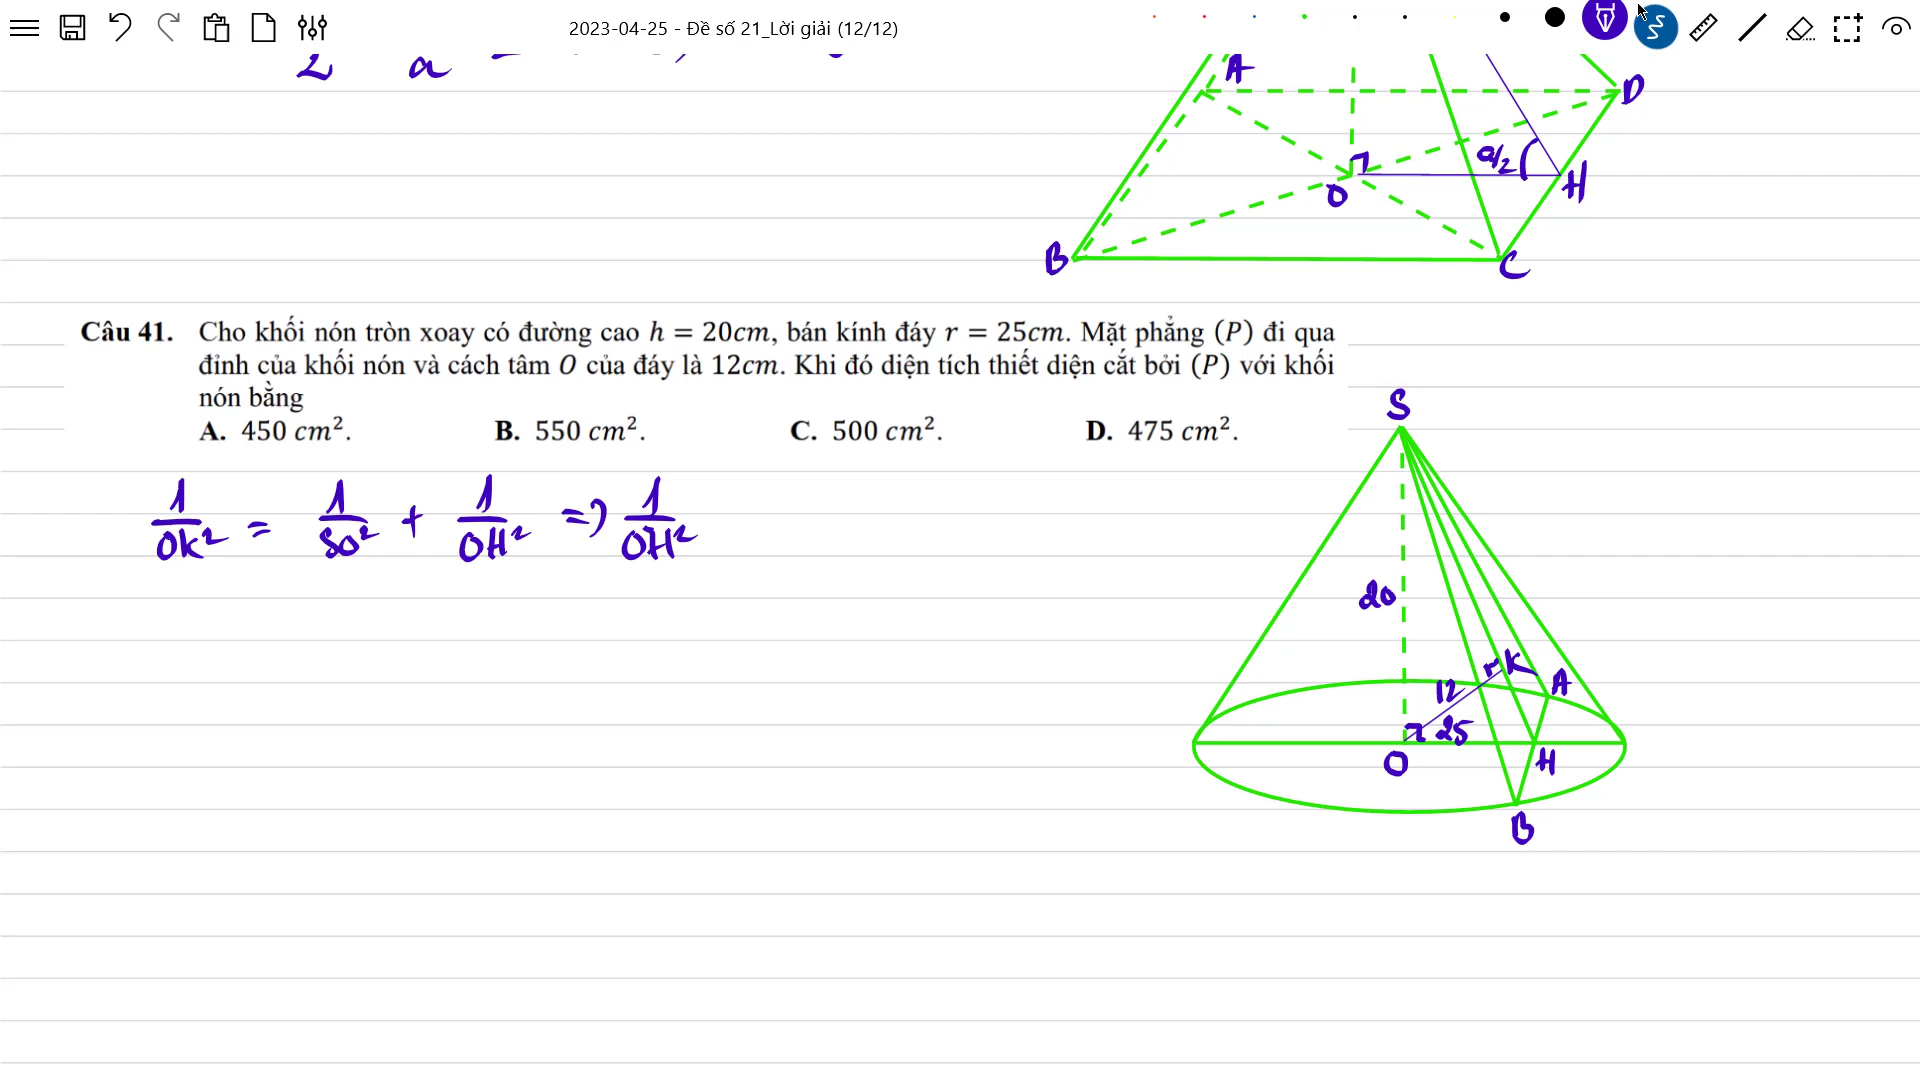 2023-04-25 - Đề số 21_Lời giải (12/12)
2 a
A
D
a/2
H
O
B
C
Câu 41. Cho khối nón tròn xoay có đường cao h = 20cm, bán kính đáy r = 25cm. Mặt phẳng (P) đi qua
đỉnh của khối nón và cách tâm O của đáy là 12cm. Khi đó diện tích thiết diện cắt bởi (P) với khối
nón bằng
A. 450 cm². B. 550 cm². C. 500 cm². D. 475 cm².
S
1/OK² = 1/SO² + 1/OH² => 1/OH²
20
K
12
A
25
O
H
B